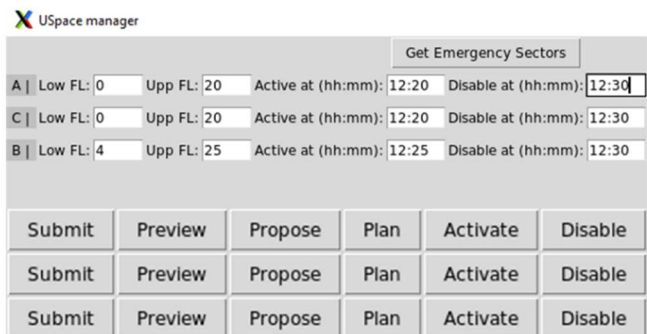 USpace manager
Get Emergency Sectors
A | Low FL: 0 Upp FL: 20 Active at (hh:mm): 12:20 Disable at (hh:mm): 12:30
C | Low FL: 0 Upp FL: 20 Active at (hh:mm): 12:20 Disable at (hh:mm): 12:30
B | Low FL: 4 Upp FL: 25 Active at (hh:mm): 12:25 Disable at (hh:mm): 12:30
Submit Preview Propose Plan Activate Disable
Submit Preview Propose Plan Activate Disable
Submit Preview Propose Plan Activate Disable